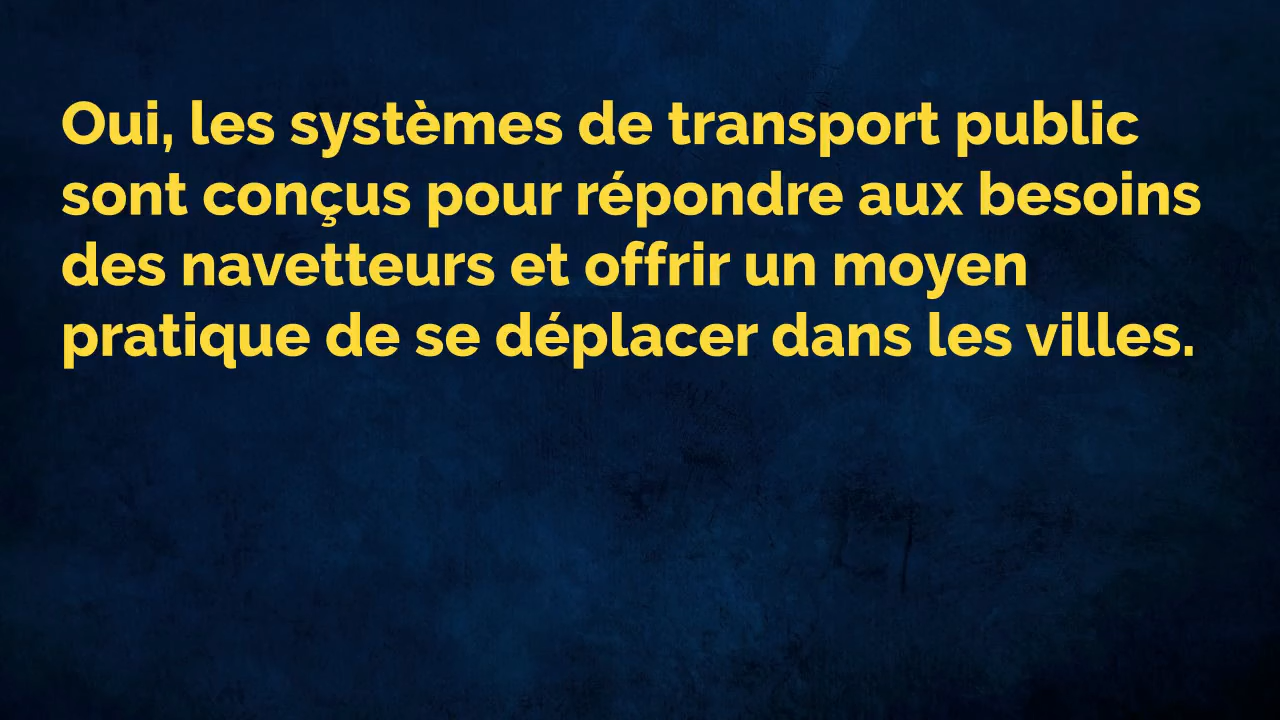 Oui, les systèmes de transport public
sont conçus pour répondre aux besoins
des navetteurs et offrir un moyen
pratique de se déplacer dans les villes.